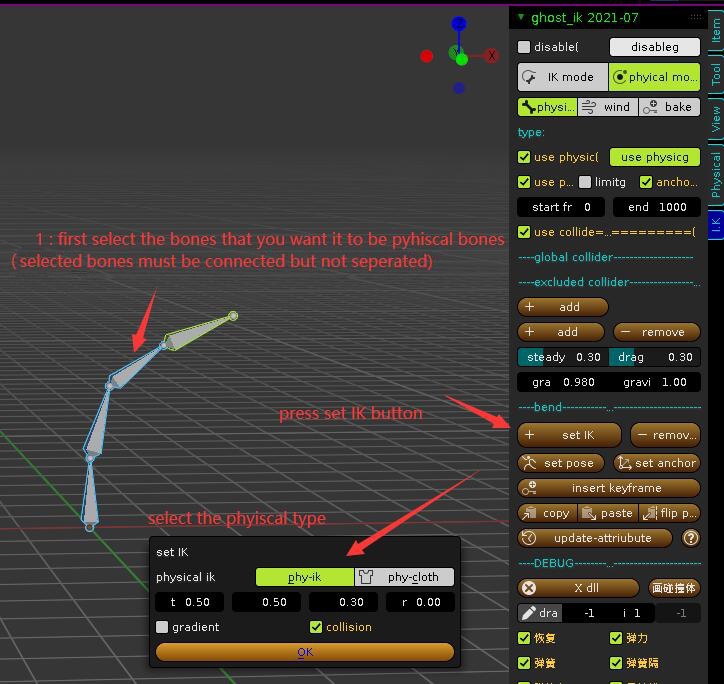 ghost_ik 2021-07
disable( disableg
IK mode phyical mo...
physi... wind bake
type:
use physic( use physicg
use p... limitg ancho...
start fr 0 end 1000
use collide=...=========(
----global collider--------------------
----excluded collider----------------...
+ add
+ add − remove
steady 0.30 drag 0.30
gra 0.980 gravi 1.00
----bend-----------...----------------------
+ set IK − remov...
set pose set anchor
insert keyframe
copy paste flip p...
update-attriubute ?
----DEBUG---------...----------------------
X dll 画碰撞体
dra -1 i 1 -1
恢复 弹力
弹簧 弹簧隔
Item
Tool
View
Physical
I.K
Z
X
1 : first select the bones that you want it to be pyhiscal bones
( selected bones must be connected but not seperated)
press set IK button
select the phyiscal type
set IK
physical ik phy-ik phy-cloth
t 0.50 0.50 0.30 r 0.00
gradient collision
OK